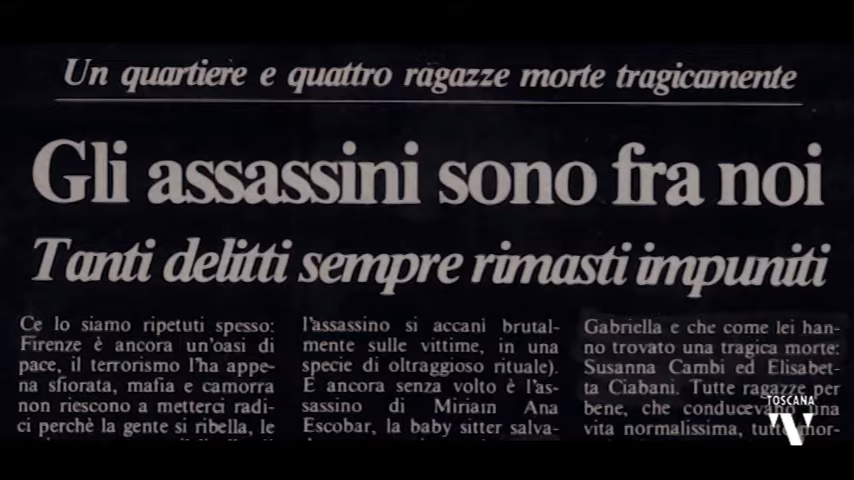 Un quartiere e quattro ragazze morte tragicamente
Gli assassini sono fra noi
Tanti delitti sempre rimasti impuniti
Ce lo siamo ripetuti spesso:
Firenze è ancora un'oasi di
pace, il terrorismo l'ha appe-
na sfiorata, mafia e camorra
non riescono a metterci radi-
ci perchè la gente si ribella, le
l'assassino si accanì brutal-
mente sulle vittime, in una
specie di oltraggioso rituale).
E ancora senza volto è l'as-
sassino di Miriam Ana
Escobar, la baby sitter salva-
Gabriella e che come lei han-
no trovato una tragica morte:
Susanna Cambi ed Elisabet-
ta Ciabani. Tutte ragazze per
bene, che conducevano una
vita normalissima, tutte mor-
TOSCANA
TV